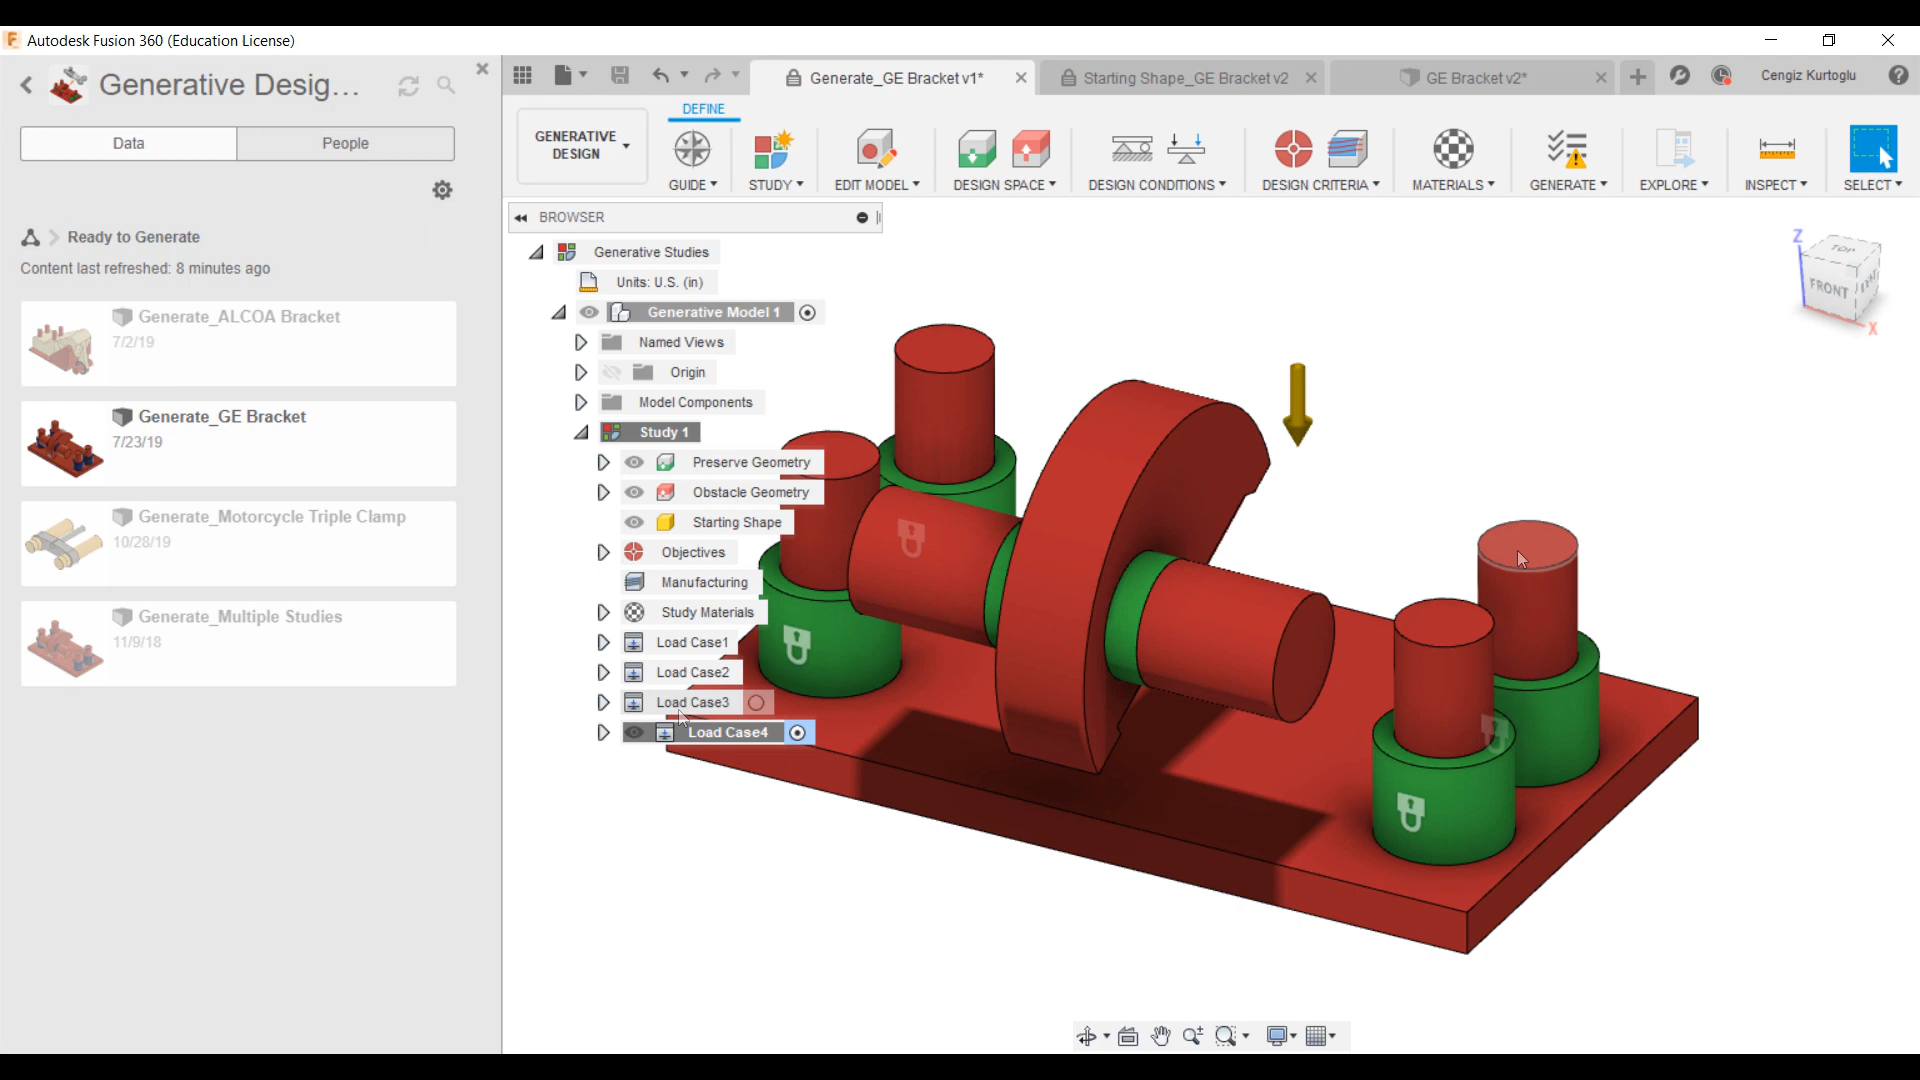 Autodesk Fusion 360 (Education License)
Generative Desig...
Data
People
Ready to Generate
Content last refreshed: 8 minutes ago
Generate_ALCOA Bracket
7/2/19
Generate_GE Bracket
7/23/19
Generate_Motorcycle Triple Clamp
10/28/19
Generate_Multiple Studies
11/9/18
Generate_GE Bracket v1*
Starting Shape_GE Bracket v2
GE Bracket v2*
Cengiz Kurtoglu
DEFINE
GENERATIVE
DESIGN
GUIDE
STUDY
EDIT MODEL
DESIGN SPACE
DESIGN CONDITIONS
DESIGN CRITERIA
MATERIALS
GENERATE
EXPLORE
INSPECT
SELECT
BROWSER
Generative Studies
Units: U.S. (in)
Generative Model 1
Named Views
Origin
Model Components
Study 1
Preserve Geometry
Obstacle Geometry
Starting Shape
Objectives
Manufacturing
Study Materials
Load Case1
Load Case2
Load Case3
Load Case4
Z
TOP
FRONT
X